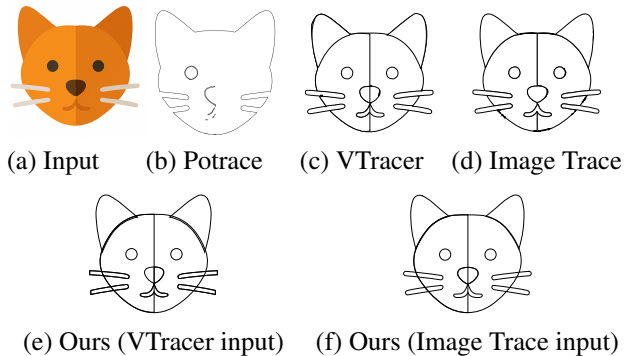 (a) Input (b) Potrace (c) VTracer (d) Image Trace
(e) Ours (VTracer input) (f) Ours (Image Trace input)